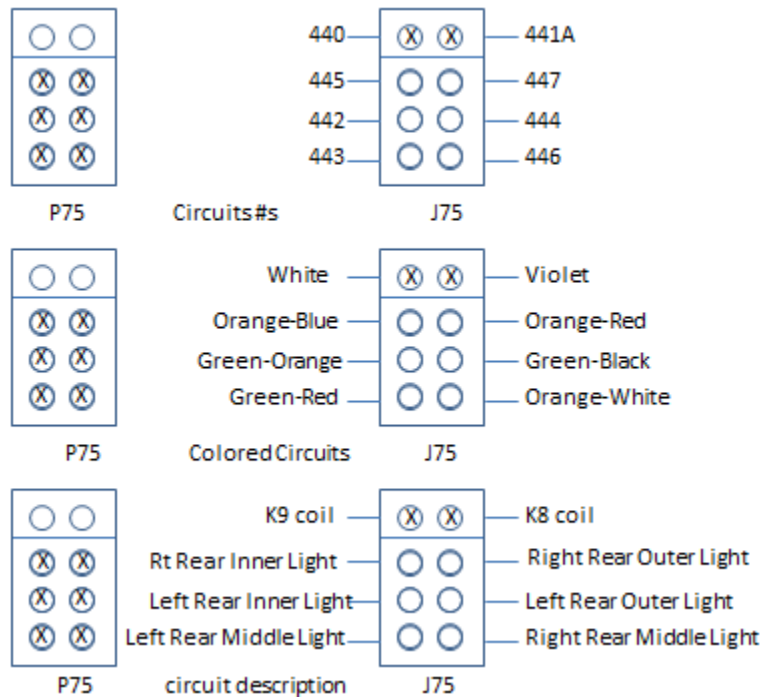 440 X X 441A
X X 445 447
X X 442 444
X X 443 446
P75 Circuits#s J75
White X X Violet
X X Orange-Blue Orange-Red
X X Green-Orange Green-Black
X X Green-Red Orange-White
P75 Colored Circuits J75
K9 coil X X K8 coil
X X Rt Rear Inner Light Right Rear Outer Light
X X Left Rear Inner Light Left Rear Outer Light
X X Left Rear Middle Light Right Rear Middle Light
P75 circuit description J75